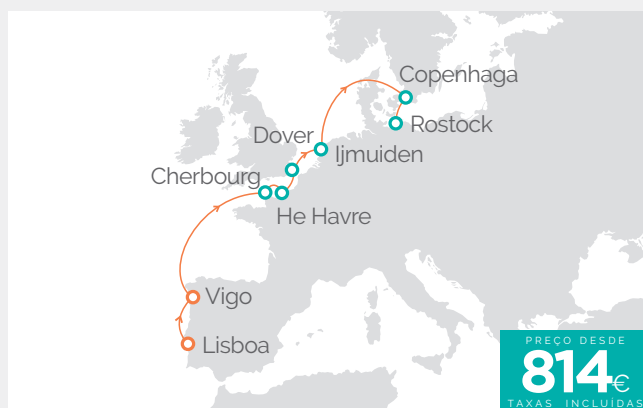 Copenhaga
Rostock
Dover
Ijmuiden
Cherbourg
He Havre
Vigo
Lisboa
PREÇO DESDE
814€
TAXAS INCLUÍDAS